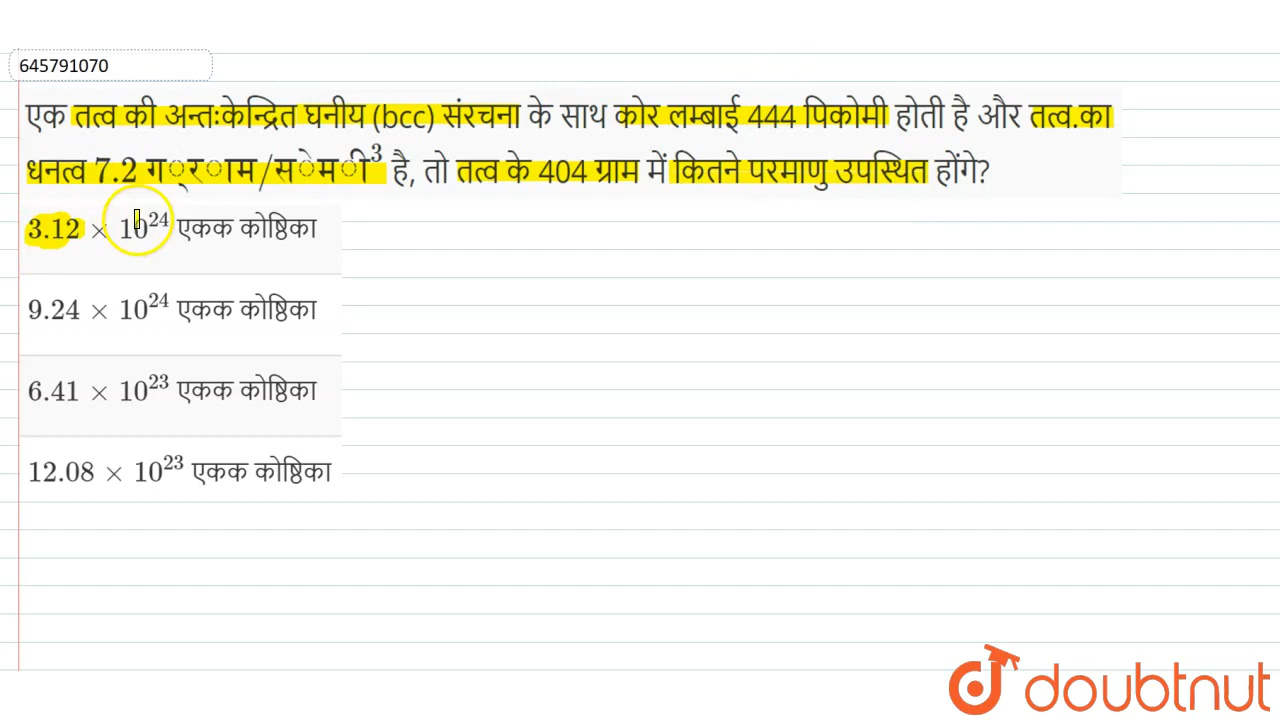 645791070
एक तत्व की अन्तःकेन्द्रित घनीय (bcc) संरचना के साथ कोर लम्बाई 444 पिकोमी होती है और तत्व.का
धनत्व 7.2 ग्राम/सेमी³ है, तो तत्व के 404 ग्राम में कितने परमाणु उपस्थित होंगे?
3.12 × 10²⁴ एकक कोष्ठिका
9.24 × 10²⁴ एकक कोष्ठिका
6.41 × 10²³ एकक कोष्ठिका
12.08 × 10²³ एकक कोष्ठिका
doubtnut